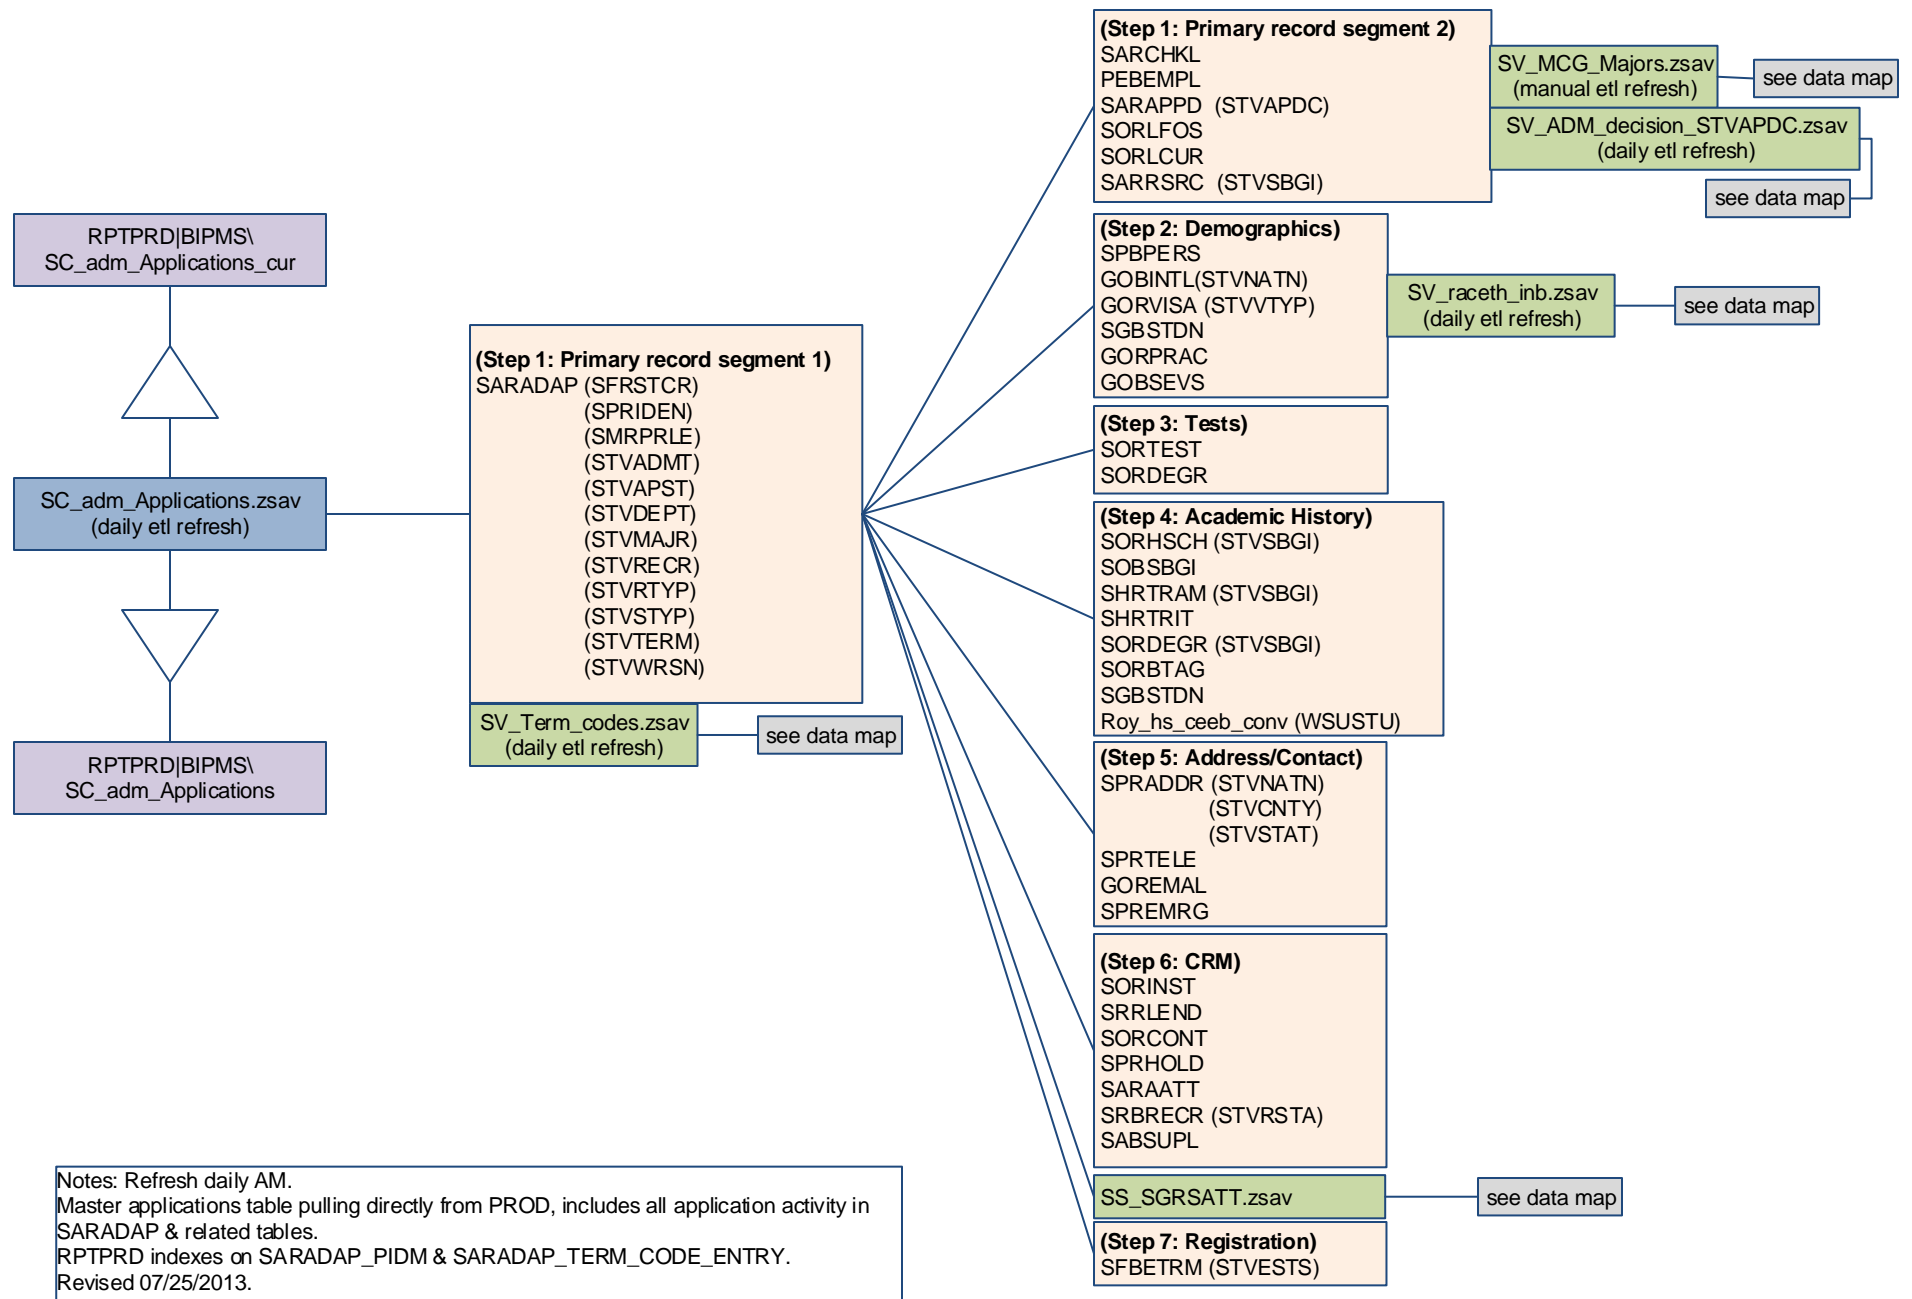 RPTPRD|BIPMS\
SC_adm_Applications_cur
SC_adm_Applications.zsav
(daily etl refresh)
RPTPRD|BIPMS\
SC_adm_Applications
(Step 1: Primary record segment 1)
SARADAP (SFRSTCR)
(SPRIDEN)
(SMRPRLE)
(STVADMT)
(STVAPST)
(STVDEPT)
(STVMAJR)
(STVRECR)
(STVRTYP)
(STVSTYP)
(STVTERM)
(STVWRSN)
SV_Term_codes.zsav
(daily etl refresh)
see data map
(Step 1: Primary record segment 2)
SARCHKL
PEBEMPL
SARAPPD (STVAPDC)
SORLFOS
SORLCUR
SARRSRC (STVSBGI)
SV_MCG_Majors.zsav
(manual etl refresh)
see data map
SV_ADM_decision_STVAPDC.zsav
(daily etl refresh)
see data map
(Step 2: Demographics)
SPBPERS
GOBINTL(STVNATN)
GORVISA (STVVTYP)
SGBSTDN
GORPRAC
GOBSEVS
SV_raceth_inb.zsav
(daily etl refresh)
see data map
(Step 3: Tests)
SORTEST
SORDEGR
(Step 4: Academic History)
SORHSCH (STVSBGI)
SOBSBGI
SHRTRAM (STVSBGI)
SHRTRIT
SORDEGR (STVSBGI)
SORBTAG
SGBSTDN
Roy_hs_ceeb_conv (WSUSTU)
(Step 5: Address/Contact)
SPRADDR (STVNATN)
(STVCNTY)
(STVSTAT)
SPRTELE
GOREMAL
SPREMRG
(Step 6: CRM)
SORINST
SRRLEND
SORCONT
SPRHOLD
SARAATT
SRBRECR (STVRSTA)
SABSUPL
SS_SGRSATT.zsav
see data map
(Step 7: Registration)
SFBETRM (STVESTS)
Notes: Refresh daily AM.
Master applications table pulling directly from PROD, includes all application activity in
SARADAP & related tables.
RPTPRD indexes on SARADAP_PIDM & SARADAP_TERM_CODE_ENTRY.
Revised 07/25/2013.